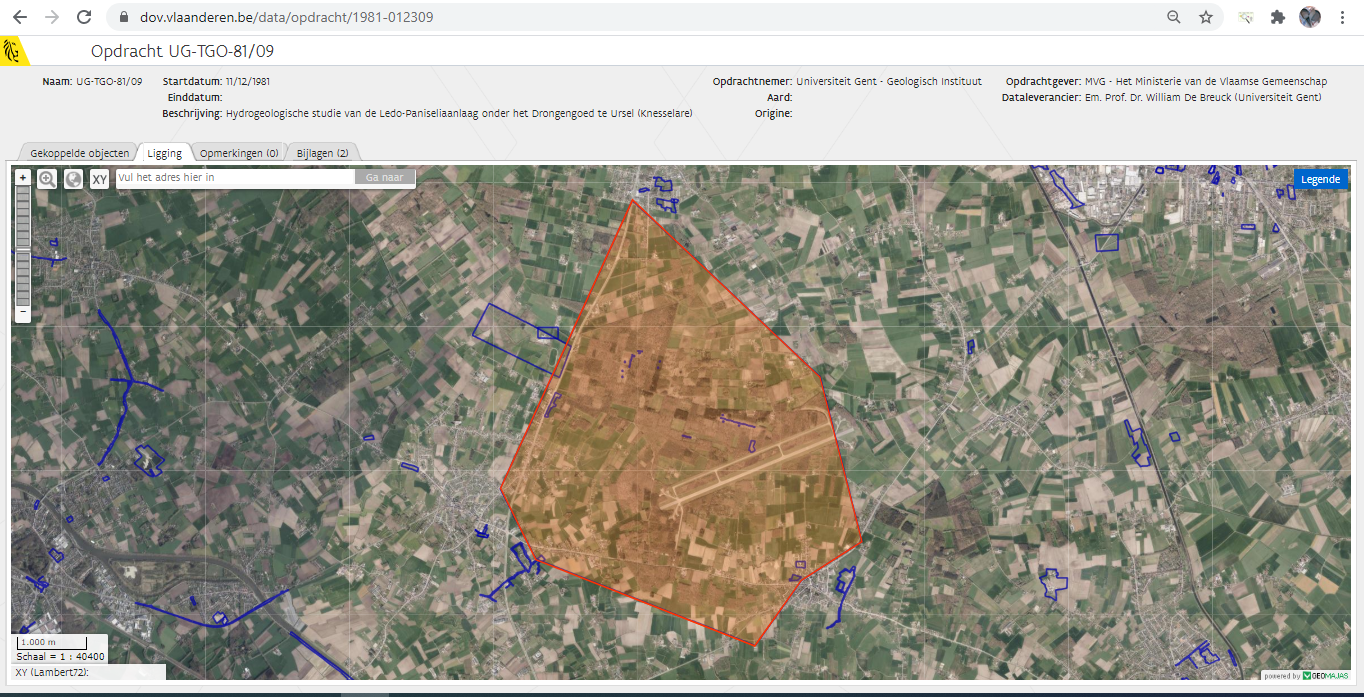 dov.vlaanderen.be/data/opdracht/1981-012309
Opdracht UG-TGO-81/09
Naam: UG-TGO-81/09 Startdatum: 11/12/1981 Opdrachtnemer: Universiteit Gent - Geologisch Instituut Opdrachtgever: MVG - Het Ministerie van de Vlaamse Gemeenschap
Einddatum: Aard: Dataleverancier: Em. Prof. Dr. William De Breuck (Universiteit Gent)
Beschrijving: Hydrogeologische studie van de Ledo-Paniseliaanlaag onder het Drongengoed te Ursel (Knesselare) Origine:
Gekoppelde objecten Ligging Opmerkingen (0) Bijlagen (2)
+ XY Vul het adres hier in Ga naar Legende
−
1.000 m
Schaal = 1 : 40400
XY (Lambert72):
powered by GEOMAJAS